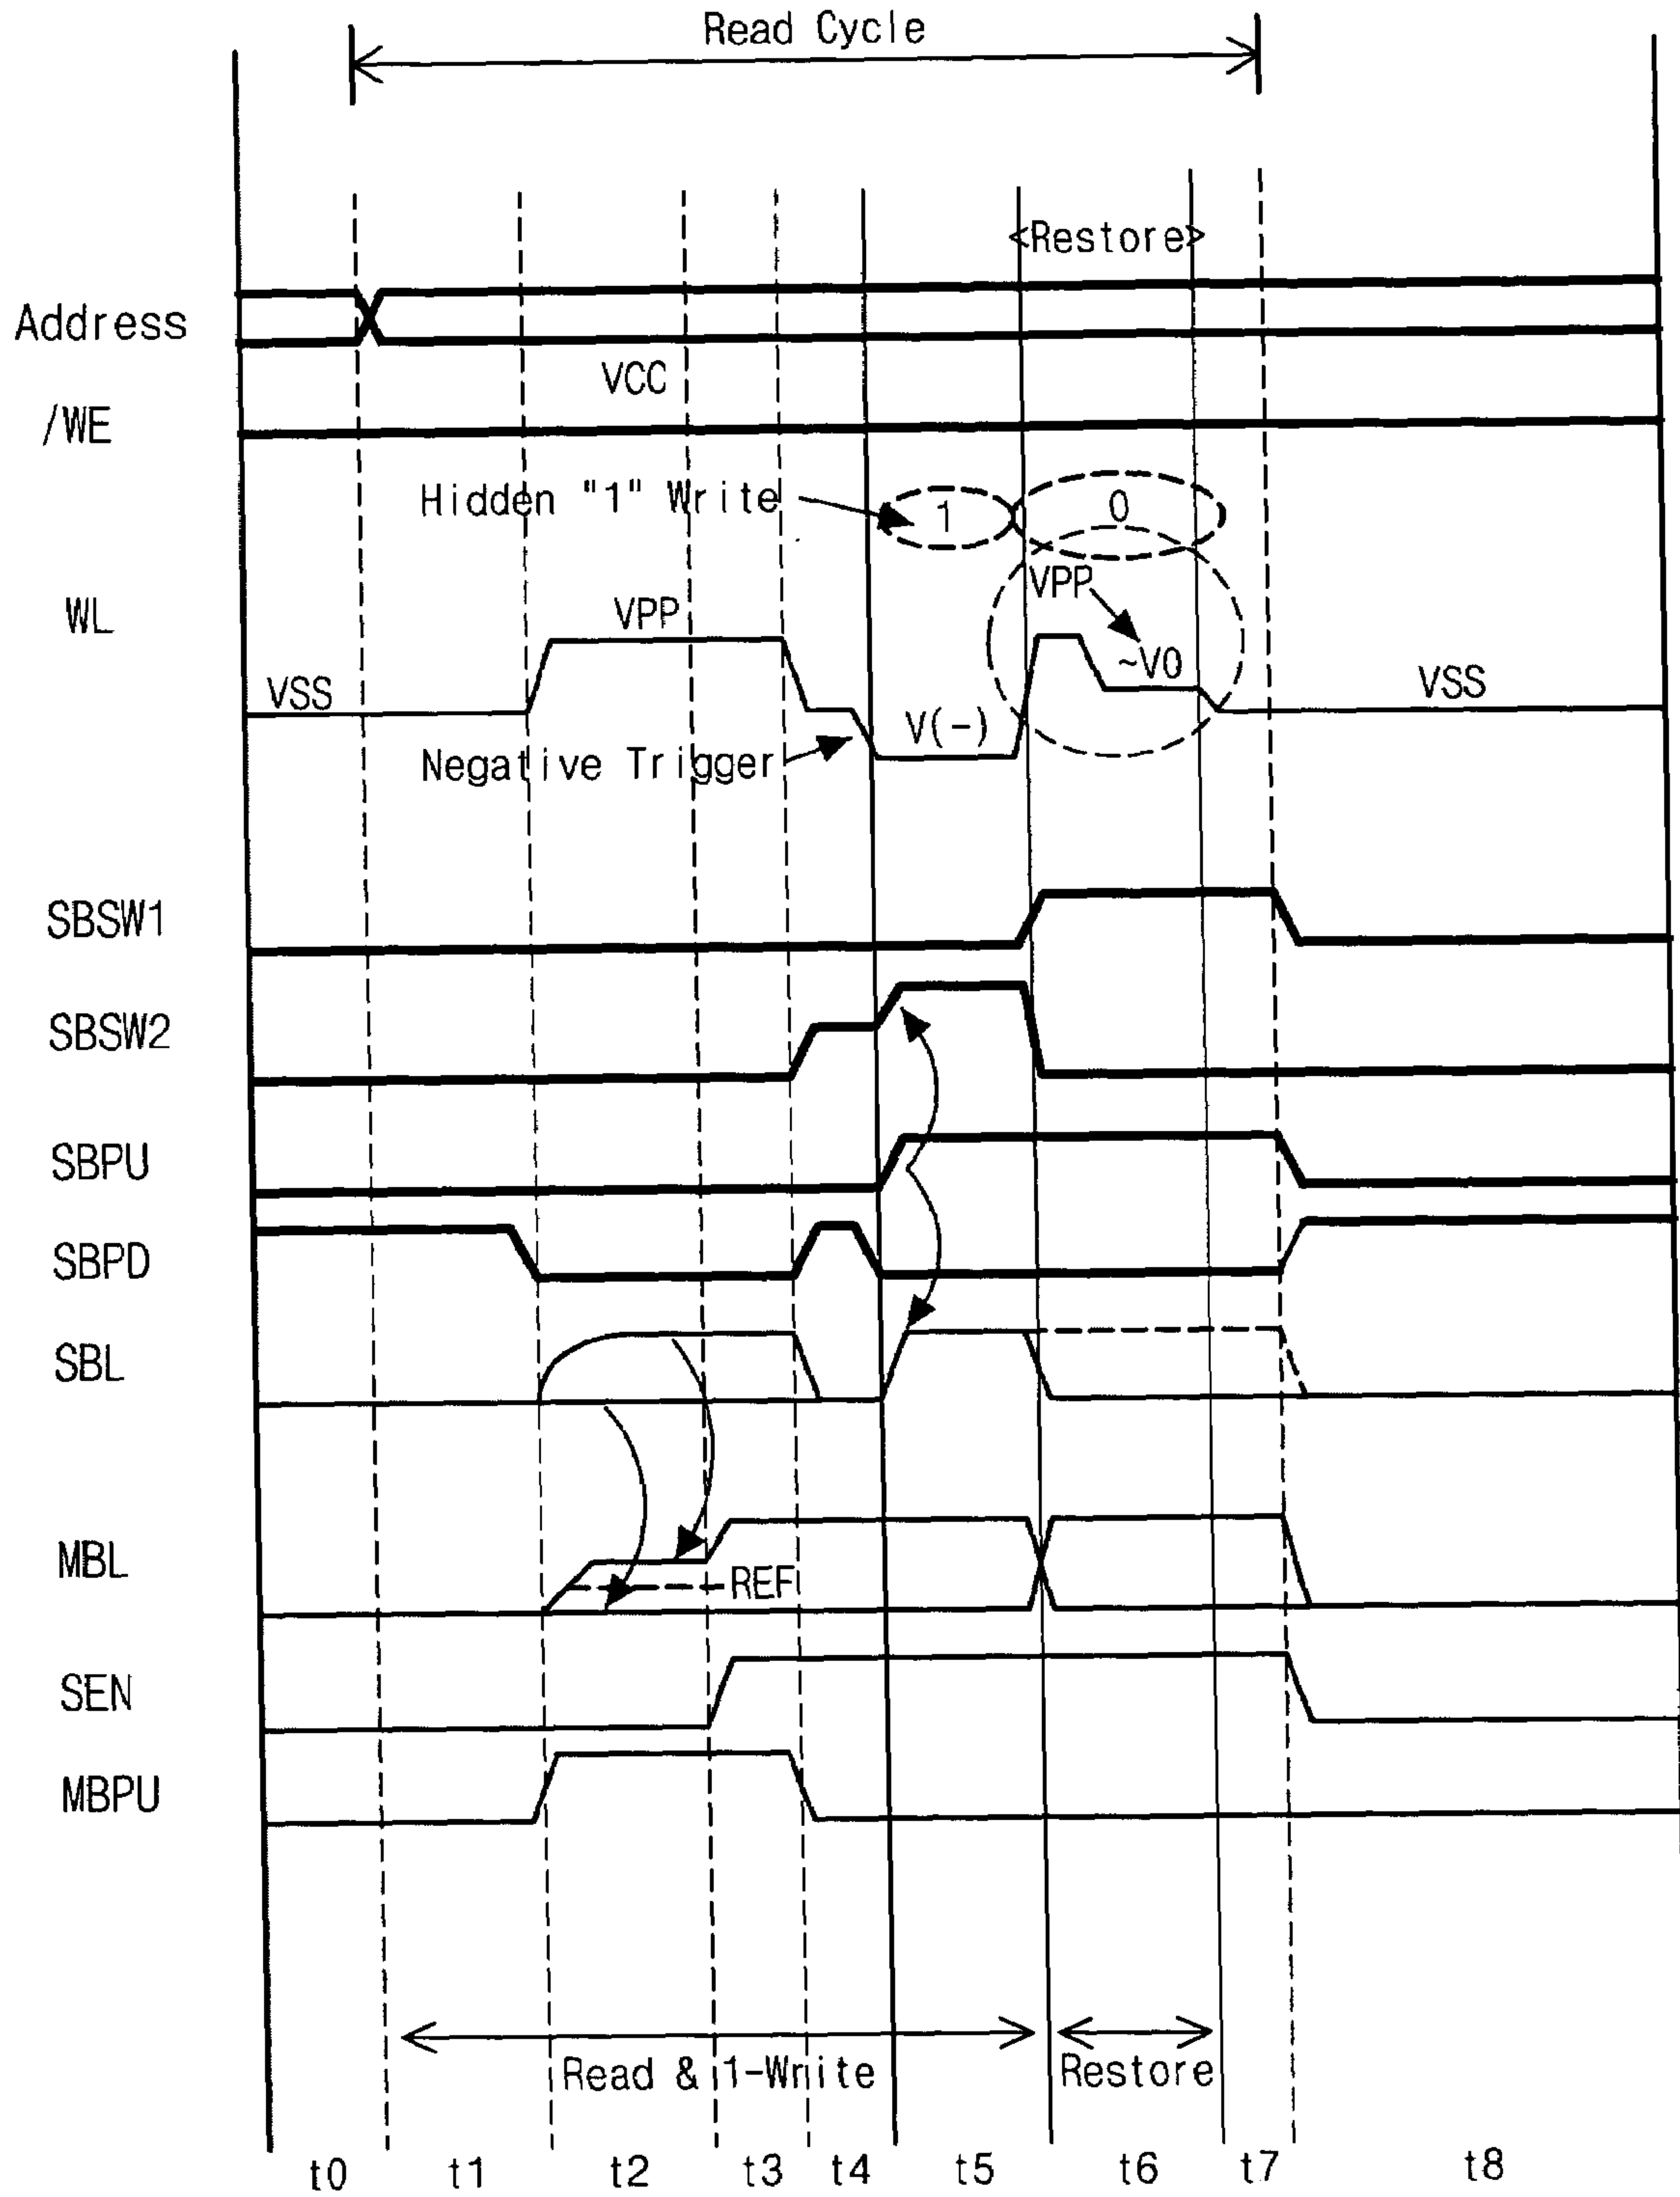 Read Cycle
<Restore>
Address
VCC
/WE
Hidden "1" Write
1
0
VPP
WL
VPP
~V0
VSS
VSS
V(-)
Negative Trigger
SBSW1
SBSW2
SBPU
SBPD
SBL
MBL
REF
SEN
MBPU
Read & 1-Write
Restore
t0 t1 t2 t3 t4 t5 t6 t7 t8